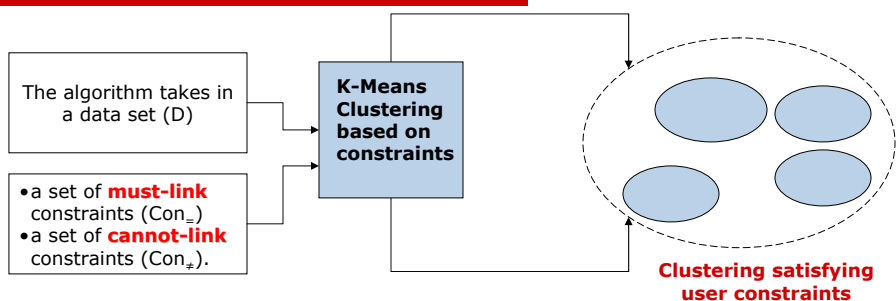 The algorithm takes in
a data set (D)
•a set of must-link
constraints (Con₌)
•a set of cannot-link
constraints (Con≠).
K-Means
Clustering
based on
constraints
Clustering satisfying
user constraints